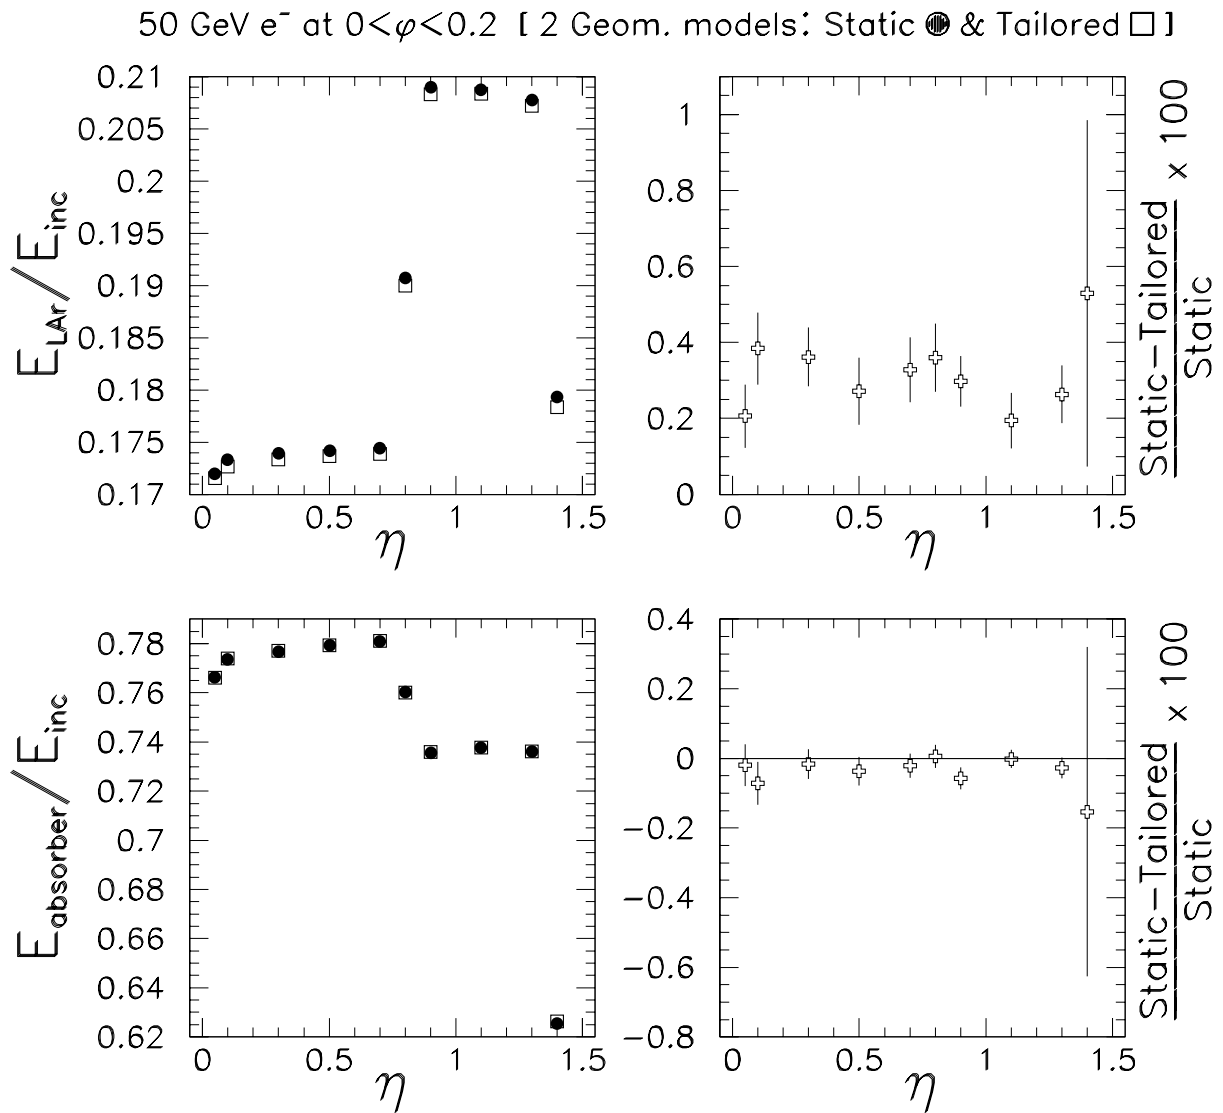 50 GeV e⁻ at 0<φ<0.2 [ 2 Geom. models: Static ● & Tailored □ ]
E_LAr/E_inc
0.21
0.205
0.2
0.195
0.19
0.185
0.18
0.175
0.17
0 0.5 1 1.5
η
1
0.8
0.6
0.4
0.2
0
0 0.5 1 1.5
η
Static-Tailored x 100
Static
E_absorber/E_inc
0.78
0.76
0.74
0.72
0.7
0.68
0.66
0.64
0.62
0 0.5 1 1.5
η
0.4
0.2
0
-0.2
-0.4
-0.6
-0.8
0 0.5 1 1.5
η
Static-Tailored x 100
Static